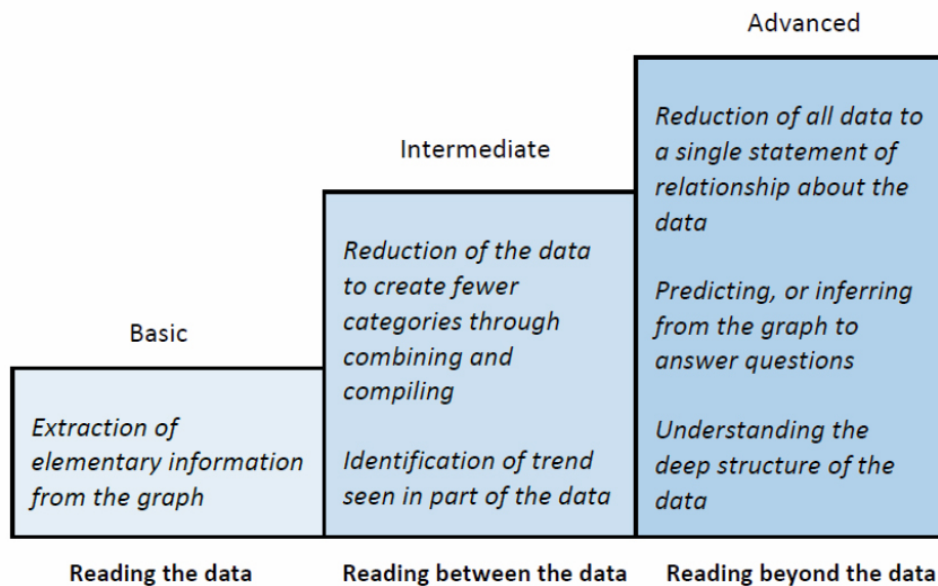 Basic
Extraction of
elementary information
from the graph
Reading the data
Intermediate
Reduction of the data
to create fewer
categories through
combining and
compiling
Identification of trend
seen in part of the data
Reading between the data
Advanced
Reduction of all data to
a single statement of
relationship about the
data
Predicting, or inferring
from the graph to
answer questions
Understanding the
deep structure of the
data
Reading beyond the data